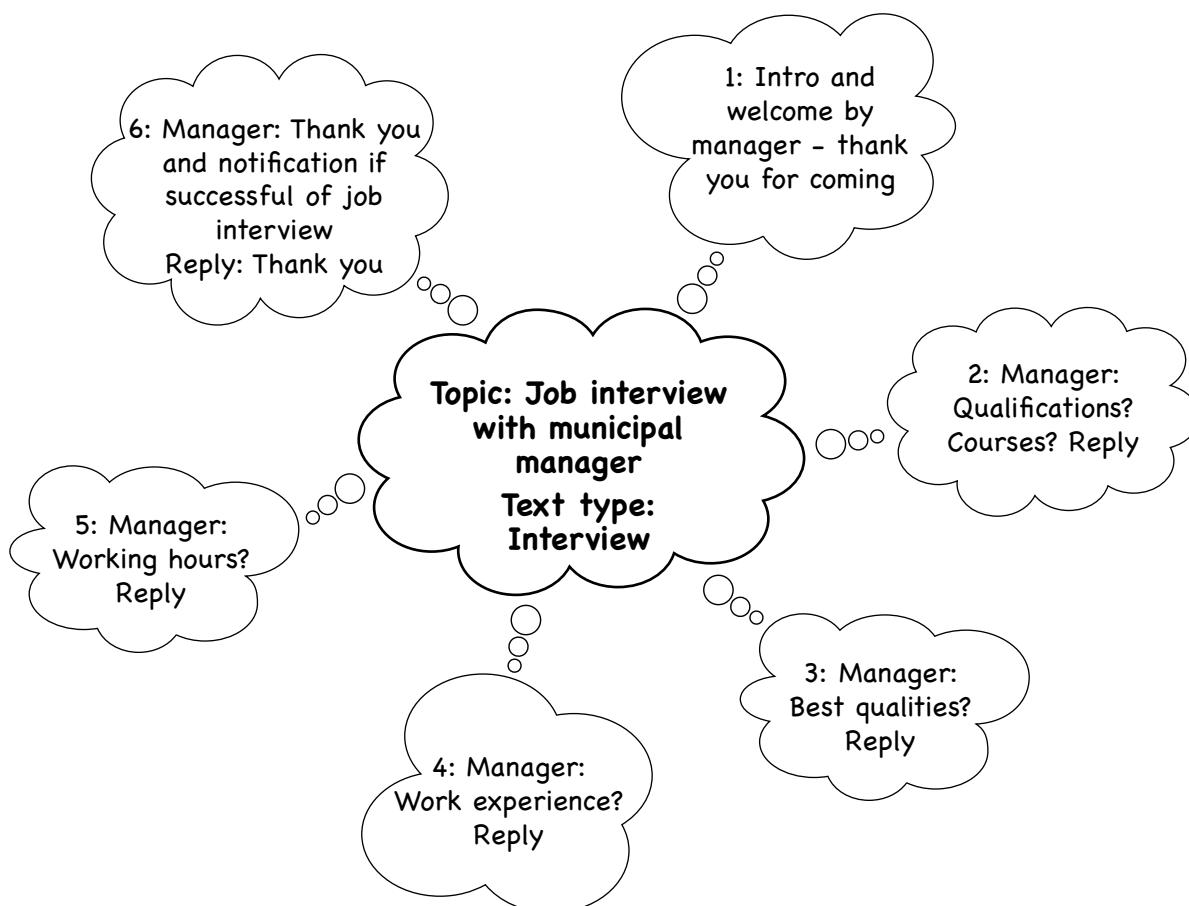 Topic: Job interview
with municipal
manager
Text type:
Interview
1: Intro and
welcome by
manager – thank
you for coming
2: Manager:
Qualifications?
Courses? Reply
3: Manager:
Best qualities?
Reply
4: Manager:
Work experience?
Reply
5: Manager:
Working hours?
Reply
6: Manager: Thank you
and notification if
successful of job
interview
Reply: Thank you